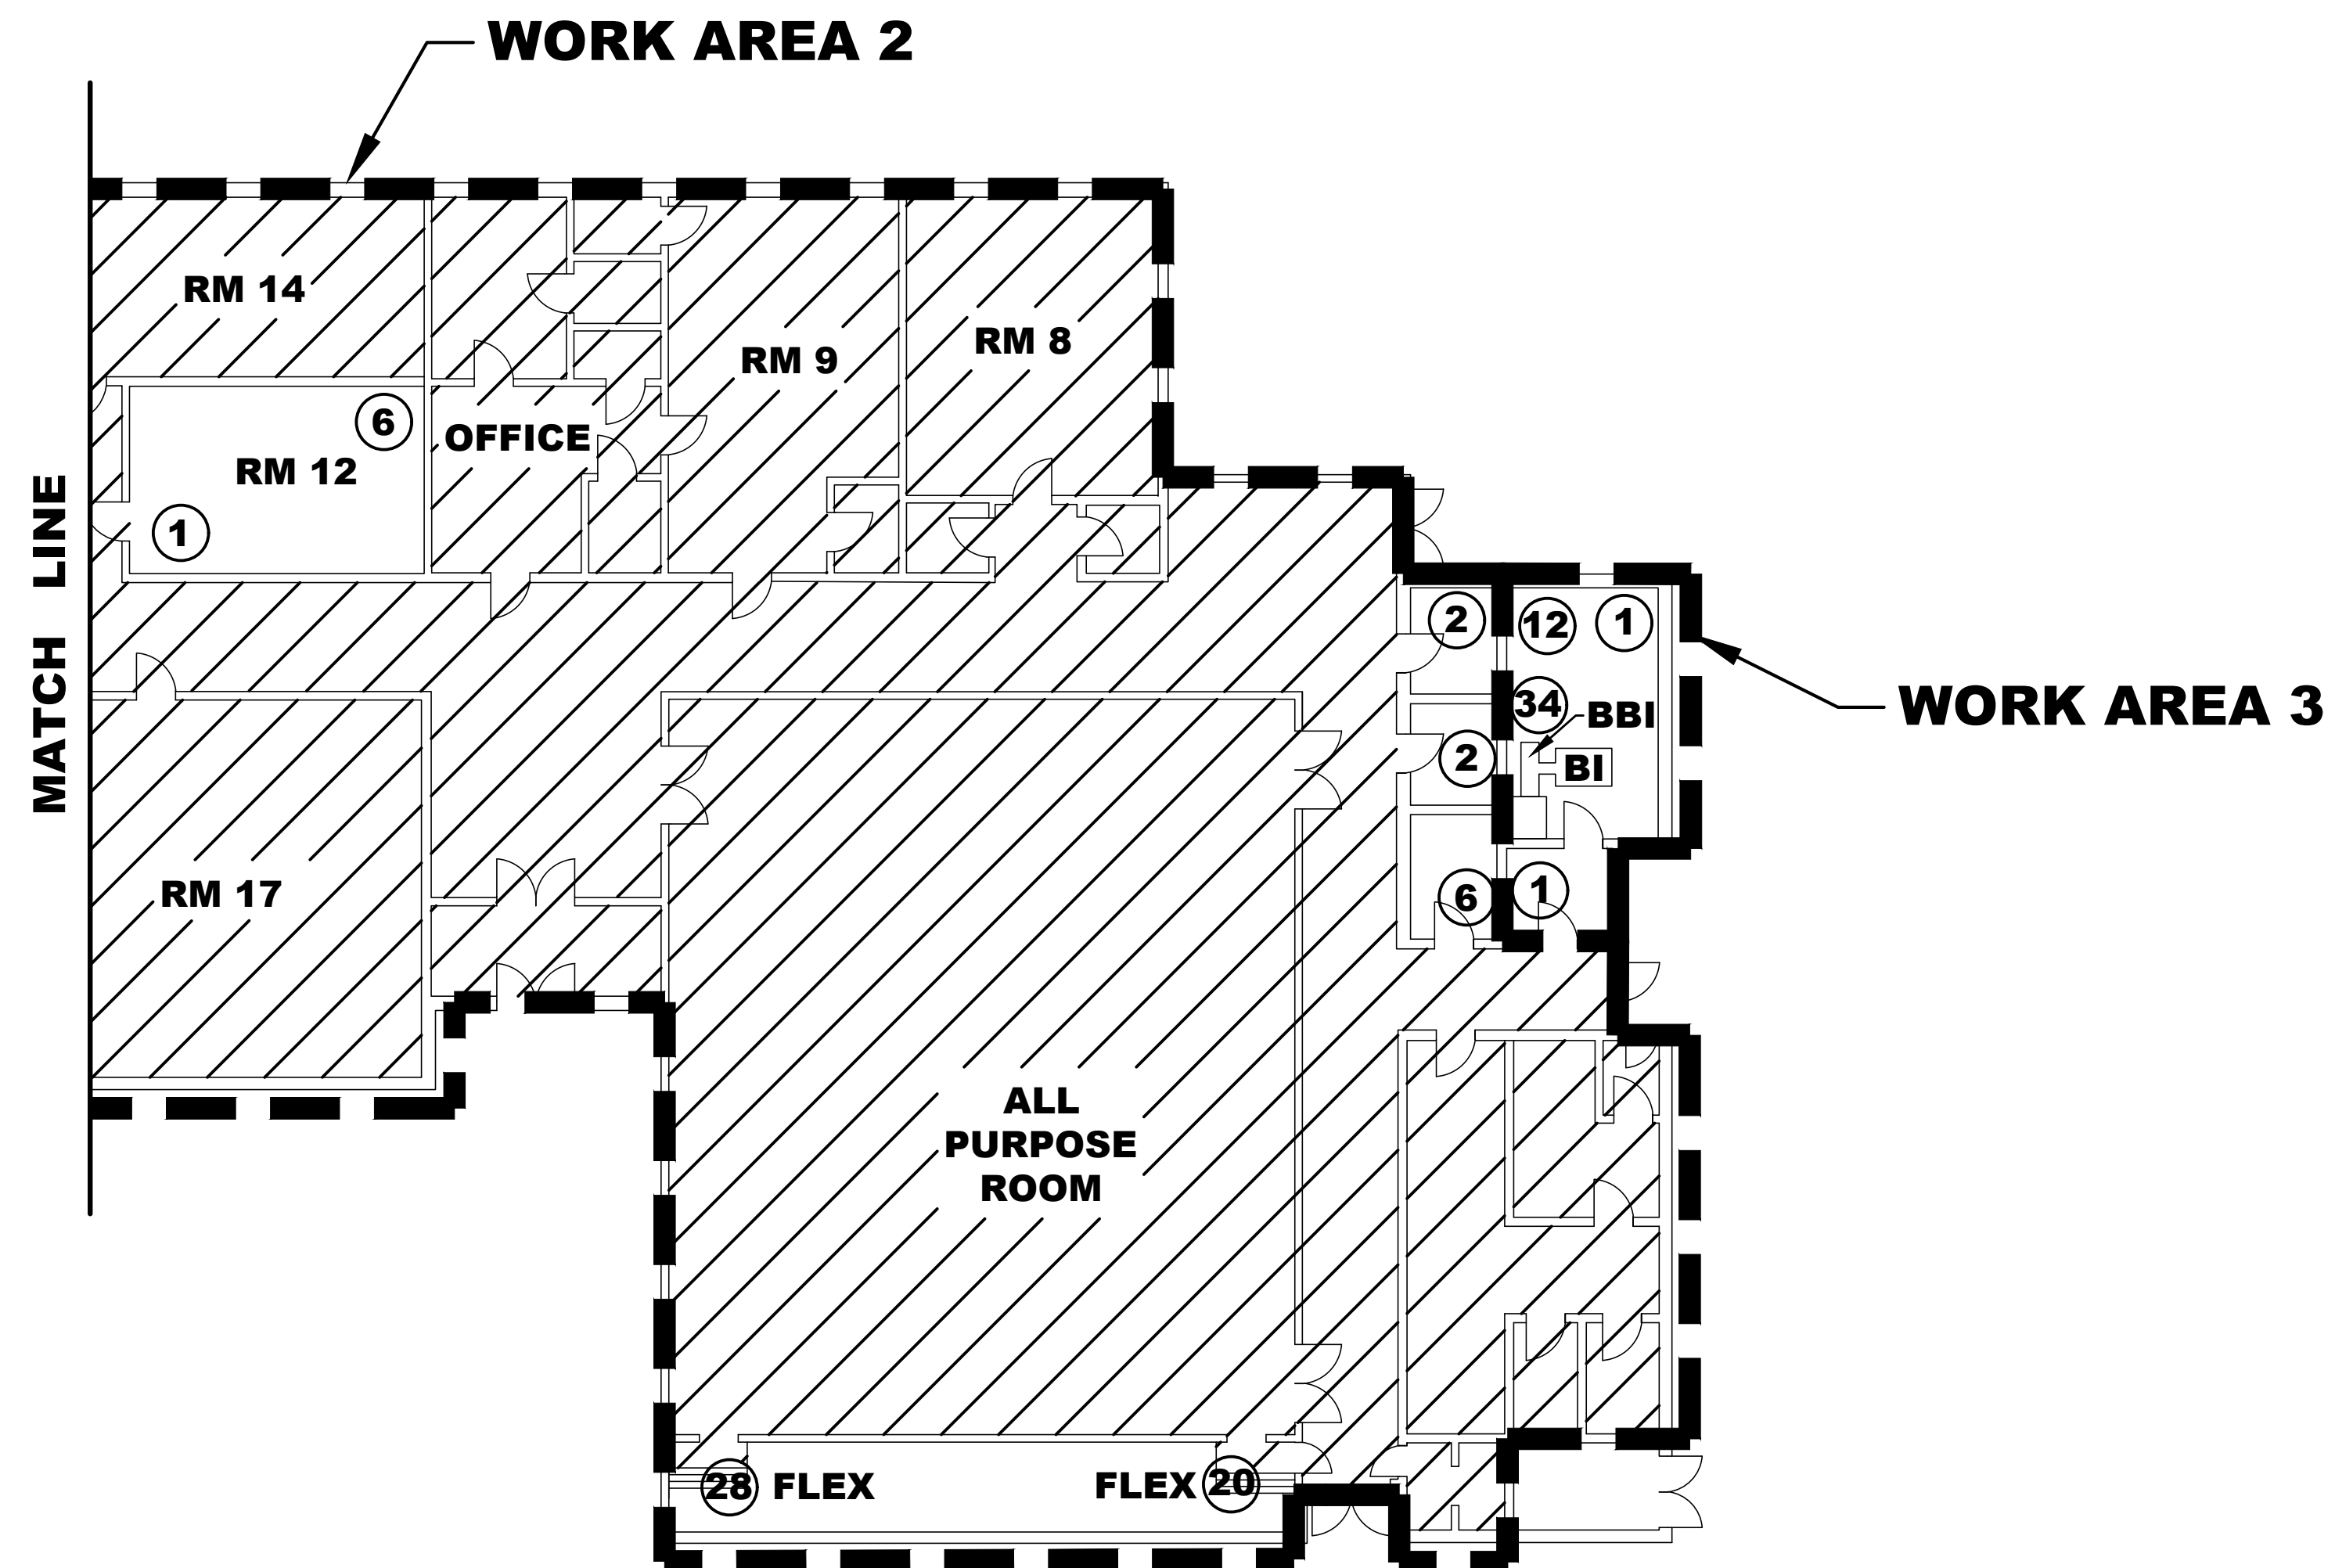 WORK AREA 2
RM 14
RM 8
RM 9
6
OFFICE
RM 12
1
MATCH LINE
2
12
1
34
BBI
WORK AREA 3
2
BI
RM 17
6
1
ALL
PURPOSE
ROOM
28 FLEX
FLEX 20